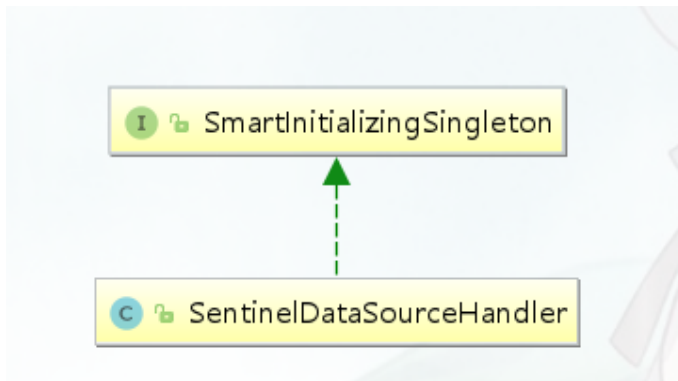 I SmartInitializingSingleton
C SentinelDataSourceHandler